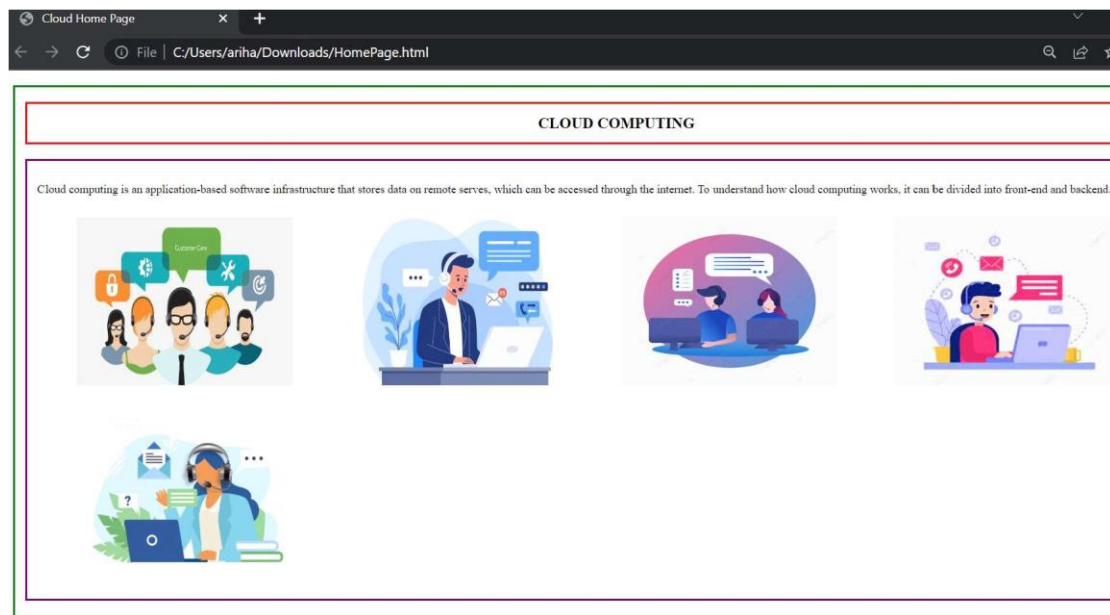 Cloud Home Page
File | C:/Users/ariha/Downloads/HomePage.html
CLOUD COMPUTING
Cloud computing is an application-based software infrastructure that stores data on remote serves, which can be accessed through the internet. To understand how cloud computing works, it can be divided into front-end and backend.
Customer Care
?